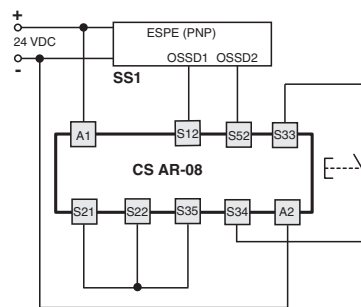 +
24 VDC
-
ESPE (PNP)
OSSD1 OSSD2
SS1
A1 S12 S52 S33
CS AR-08
S21 S22 S35 S34 A2